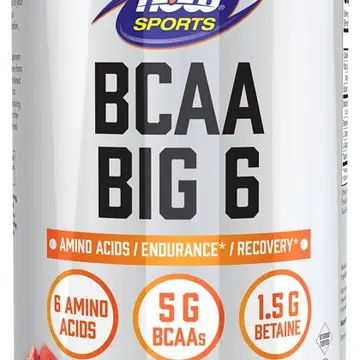 NOW
SPORTS
BCAA
BIG 6
AMINO ACIDS / ENDURANCE* / RECOVERY*
6 AMINO
ACIDS
5 G
BCAAs
1.5 G
BETAINE